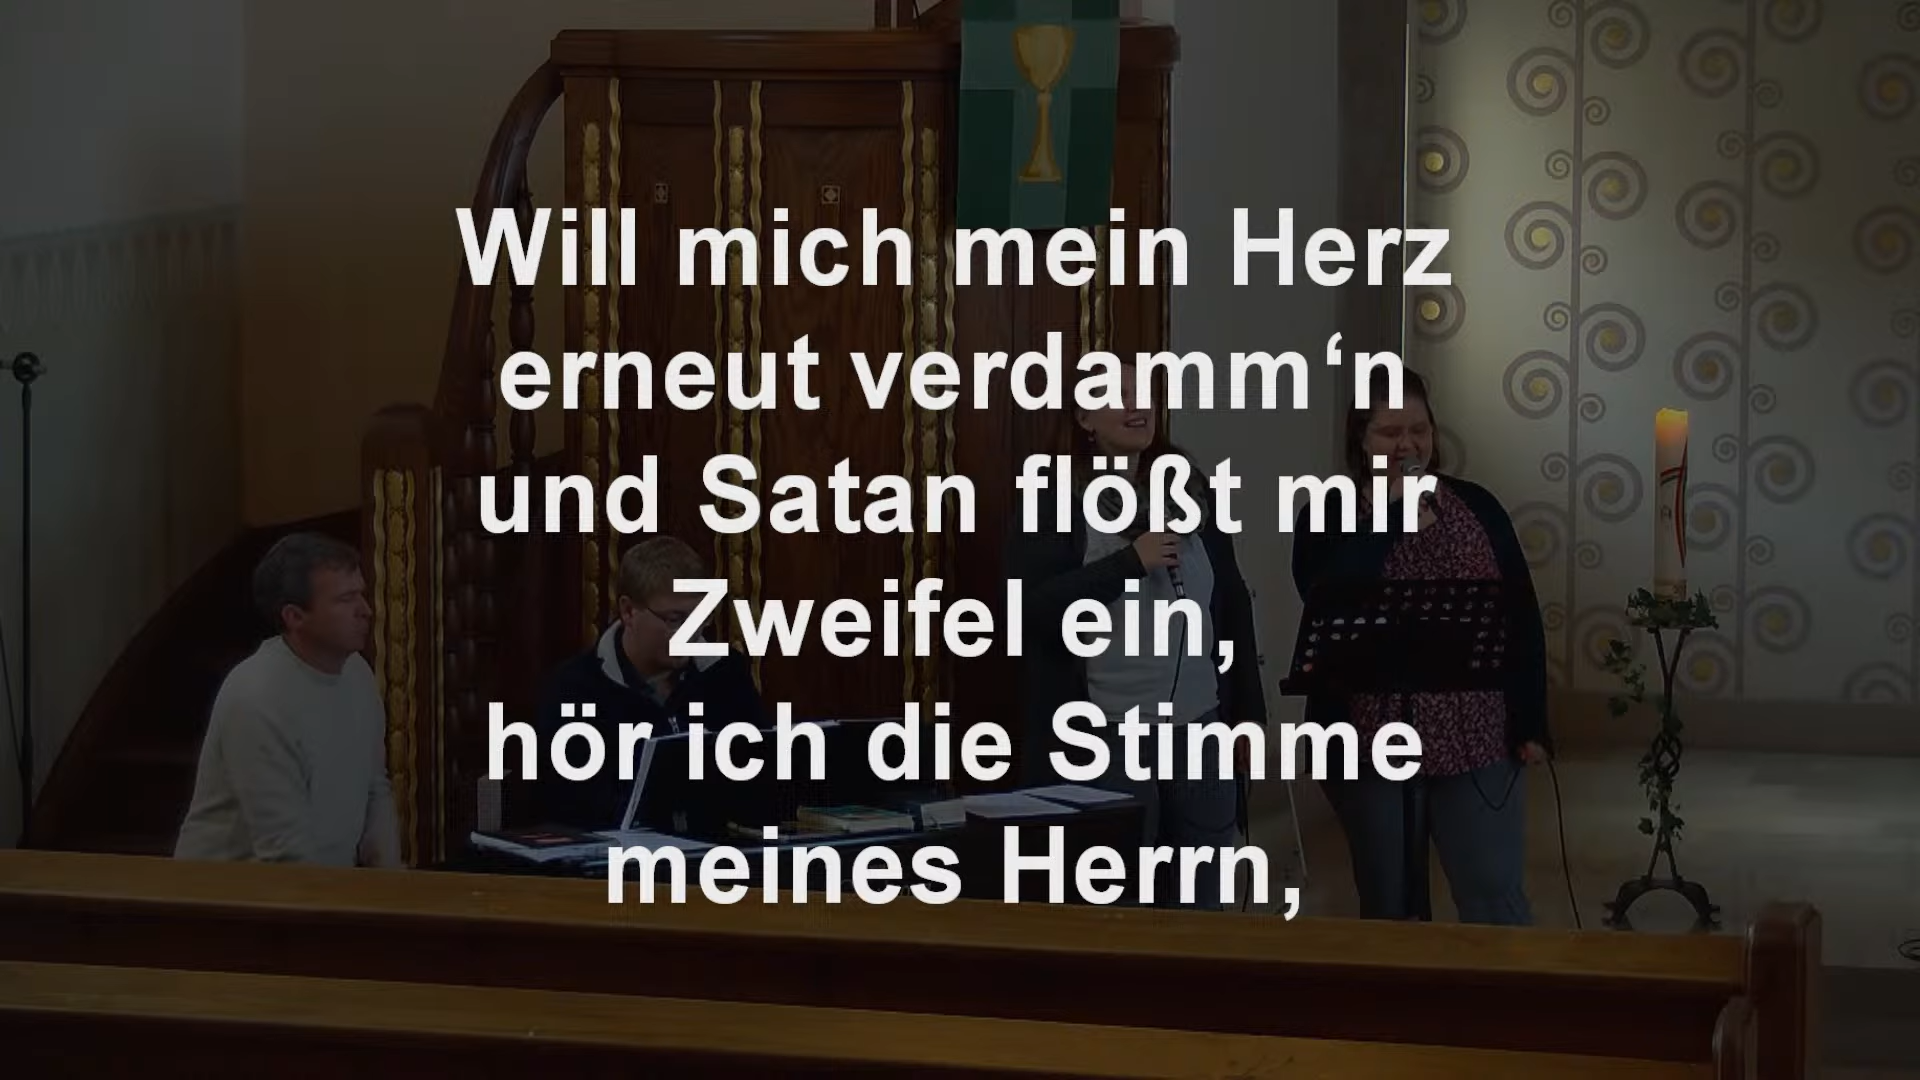 Will mich mein Herz
erneut verdamm‘n
und Satan flößt mir
Zweifel ein,
hör ich die Stimme
meines Herrn,